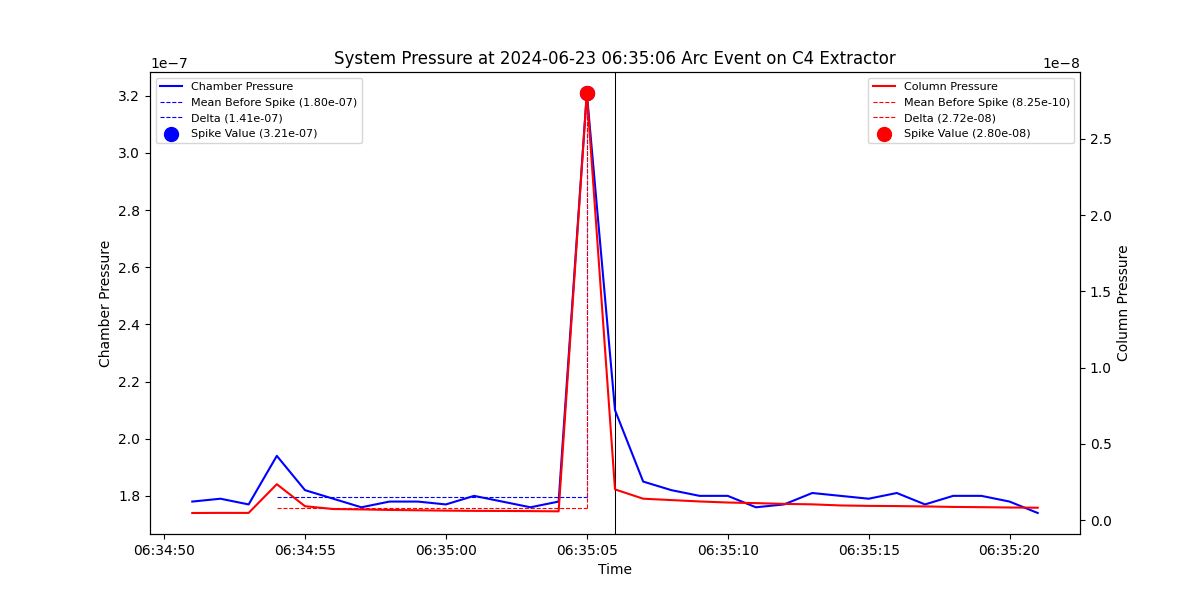 System Pressure at 2024-06-23 06:35:06 Arc Event on C4 Extractor
1e−7
1e−8
Chamber Pressure
Mean Before Spike (1.80e-07)
Delta (1.41e-07)
Spike Value (3.21e-07)
Column Pressure
Mean Before Spike (8.25e-10)
Delta (2.72e-08)
Spike Value (2.80e-08)
3.2
3.0
2.8
2.6
2.4
2.2
2.0
1.8
Chamber Pressure
2.5
2.0
1.5
1.0
0.5
0.0
Column Pressure
06:34:50
06:34:55
06:35:00
06:35:05
06:35:10
06:35:15
06:35:20
Time